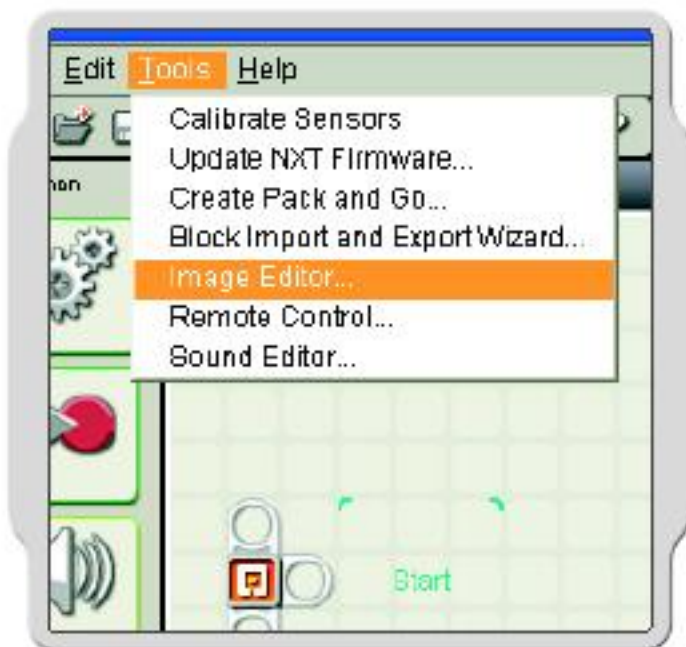 Edit Tools Help
Calibrate Sensors
Update NXT Firmware...
Create Pack and Go...
Block Import and Export Wizard...
Image Editor...
Remote Control...
Sound Editor...
Start